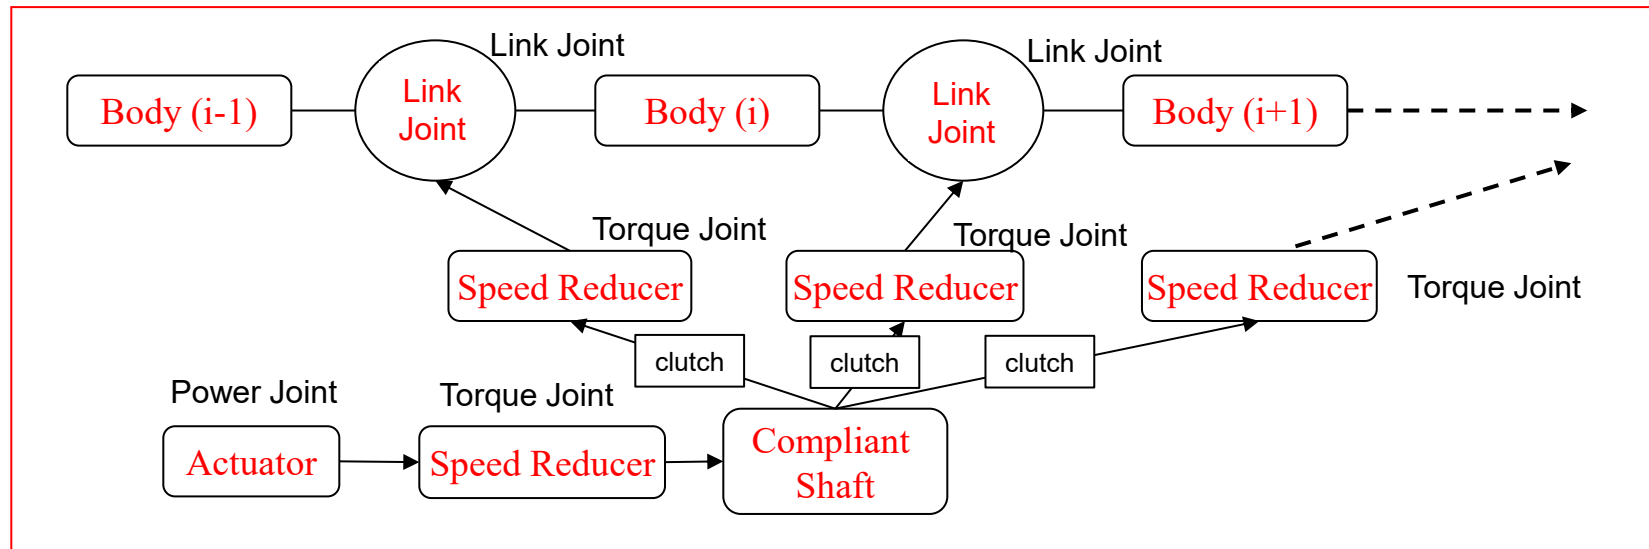 Link Joint
Link Joint
Body (i-1)
Link
Joint
Body (i)
Link
Joint
Body (i+1)
Torque Joint
Torque Joint
Speed Reducer
Speed Reducer
Speed Reducer
Torque Joint
clutch
clutch
clutch
Power Joint
Torque Joint
Actuator
Speed Reducer
Compliant
Shaft